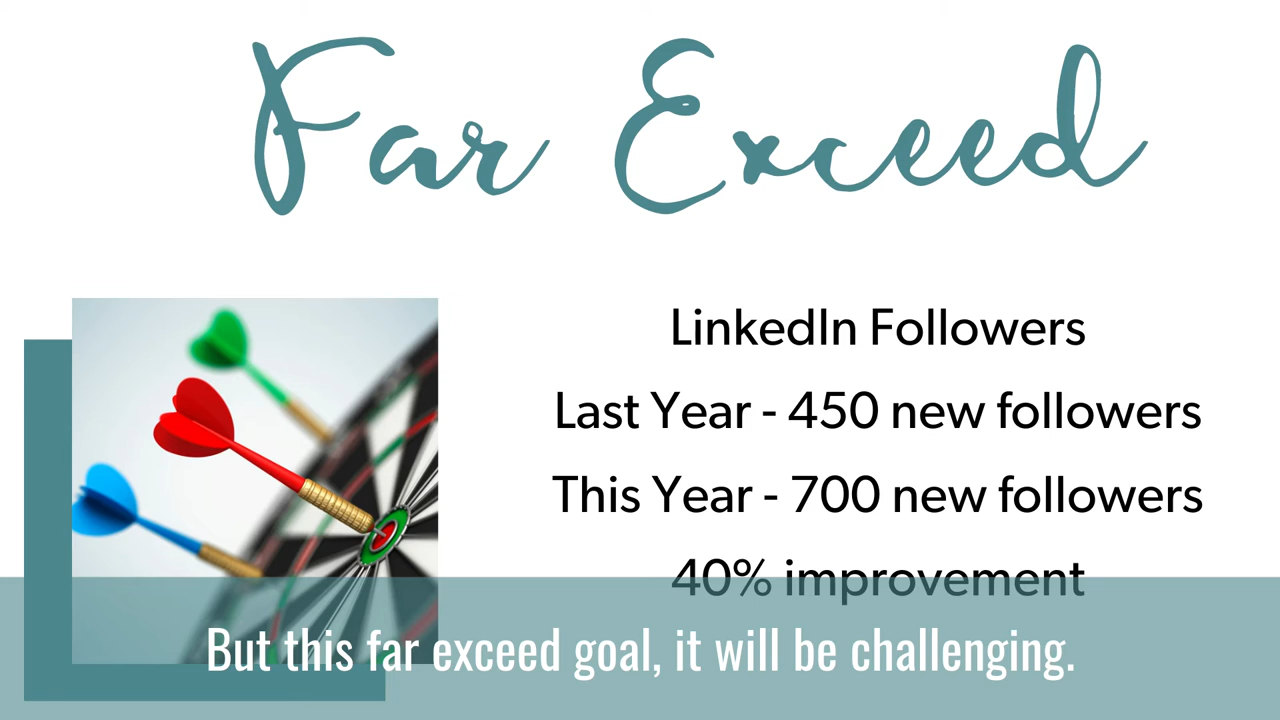 Far Exceed
LinkedIn Followers
Last Year - 450 new followers
This Year - 700 new followers
40% improvement
But this far exceed goal, it will be challenging.